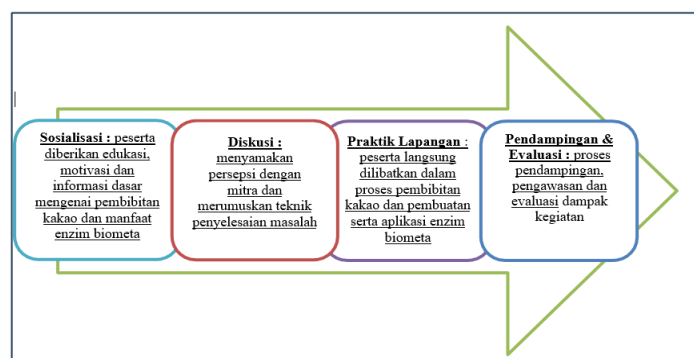 Sosialisasi : peserta
diberikan edukasi,
motivasi dan
informasi dasar
mengenai pembibitan
kakao dan manfaat
enzim biometa
Diskusi :
menyamakan
persepsi dengan
mitra dan
merumuskan teknik
penyelesaian masalah
Praktik Lapangan :
peserta langsung
dilibatkan dalam
proses pembibitan
kakao dan pembuatan
serta aplikasi enzim
biometa
Pendampingan &
Evaluasi : proses
pendampingan,
pengawasan dan
evaluasi dampak
kegiatan